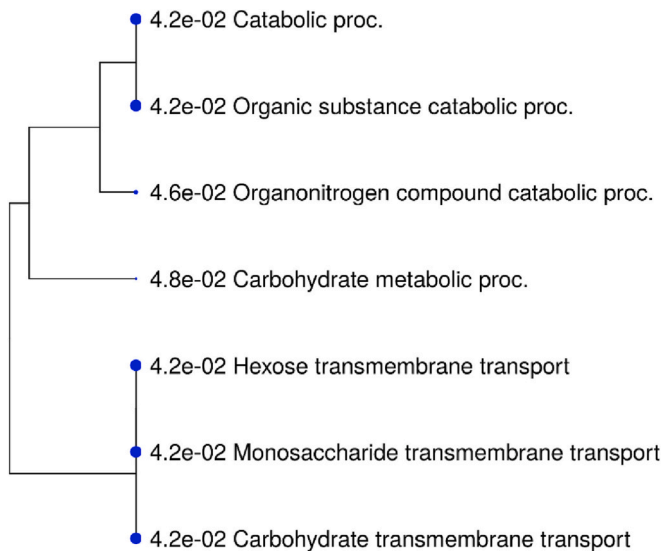 4.2e-02 Catabolic proc.
4.2e-02 Organic substance catabolic proc.
4.6e-02 Organonitrogen compound catabolic proc.
4.8e-02 Carbohydrate metabolic proc.
4.2e-02 Hexose transmembrane transport
4.2e-02 Monosaccharide transmembrane transport
4.2e-02 Carbohydrate transmembrane transport